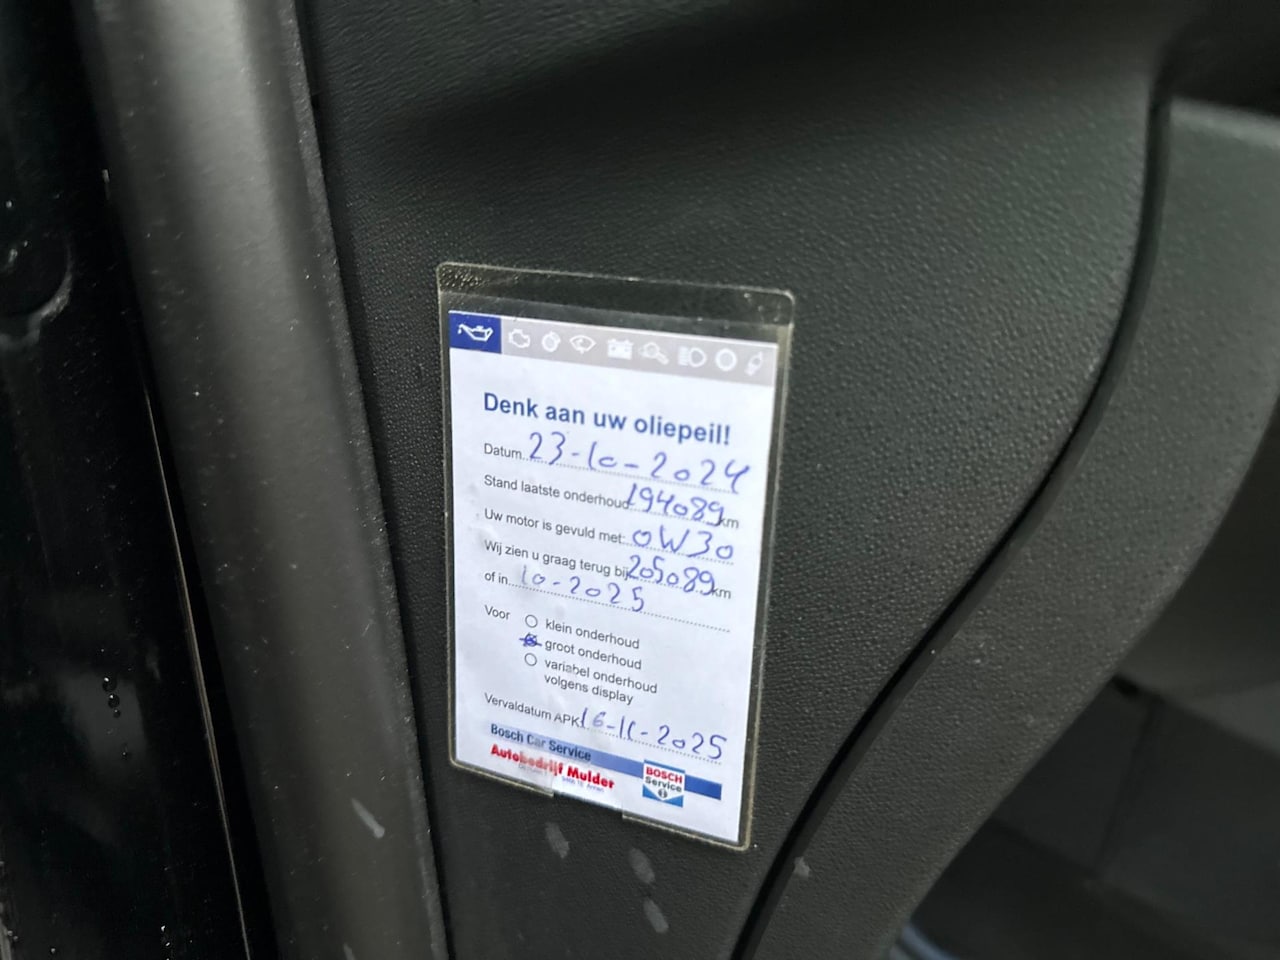 Denk aan uw oliepeil!
Datum 23-10-2024
Stand laatste onderhoud 194089 km
Uw motor is gevuld met: 0W30
Wij zien u graag terug bij 205089 km
of in 10-2025
Voor klein onderhoud
groot onderhoud
variabel onderhoud
volgens display
Vervaldatum APK 16-11-2025
Bosch Car Service
Autobedrijf Mulder
BOSCH
Service